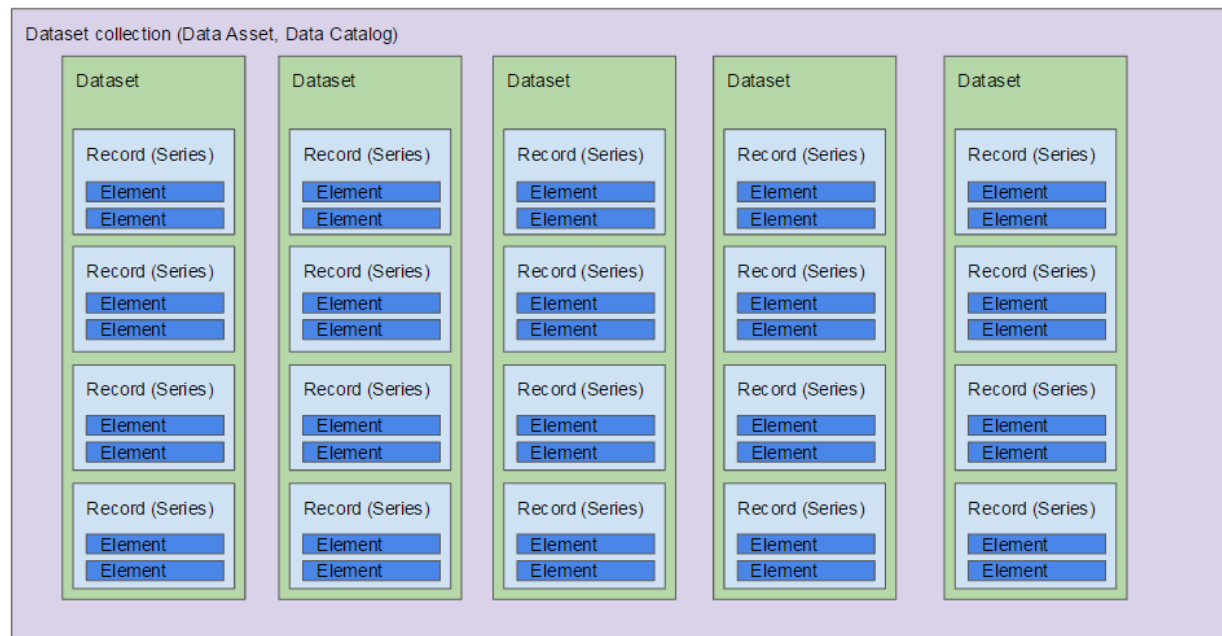 Dataset collection (Data Asset, Data Catalog)
Dataset
Record (Series)
Element
Element
Record (Series)
Element
Element
Record (Series)
Element
Element
Record (Series)
Element
Element
Dataset
Record (Series)
Element
Element
Record (Series)
Element
Element
Record (Series)
Element
Element
Record (Series)
Element
Element
Dataset
Record (Series)
Element
Element
Record (Series)
Element
Element
Record (Series)
Element
Element
Record (Series)
Element
Element
Dataset
Record (Series)
Element
Element
Record (Series)
Element
Element
Record (Series)
Element
Element
Record (Series)
Element
Element
Dataset
Record (Series)
Element
Element
Record (Series)
Element
Element
Record (Series)
Element
Element
Record (Series)
Element
Element